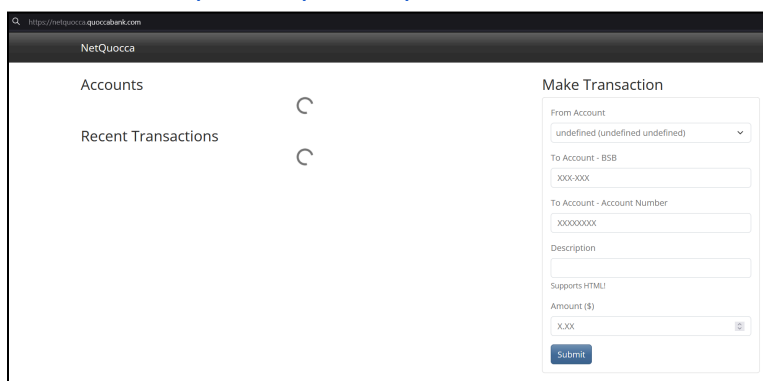 https://netquocca.quoccabank.com
NetQuocca
Accounts
Recent Transactions
Make Transaction
From Account
undefined (undefined undefined)
To Account - BSB
XXX-XXX
To Account - Account Number
XXXXXXXX
Description
Supports HTML!
Amount ($)
X.XX
Submit